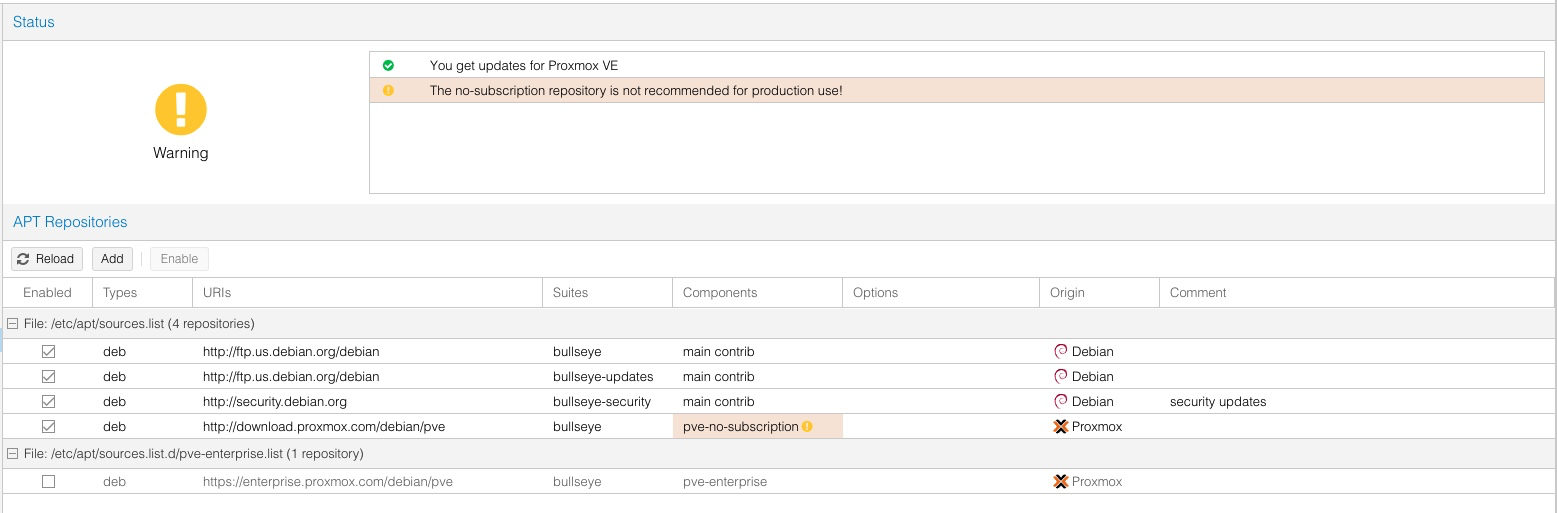 Status
You get updates for Proxmox VE
The no-subscription repository is not recommended for production use!
Warning
APT Repositories
Reload Add Enable
Enabled Types URIs Suites Components Options Origin Comment
File: /etc/apt/sources.list (4 repositories)
deb http://ftp.us.debian.org/debian bullseye main contrib Debian
deb http://ftp.us.debian.org/debian bullseye-updates main contrib Debian
deb http://security.debian.org bullseye-security main contrib Debian security updates
deb http://download.proxmox.com/debian/pve bullseye pve-no-subscription Proxmox
File: /etc/apt/sources.list.d/pve-enterprise.list (1 repository)
deb https://enterprise.proxmox.com/debian/pve bullseye pve-enterprise Proxmox